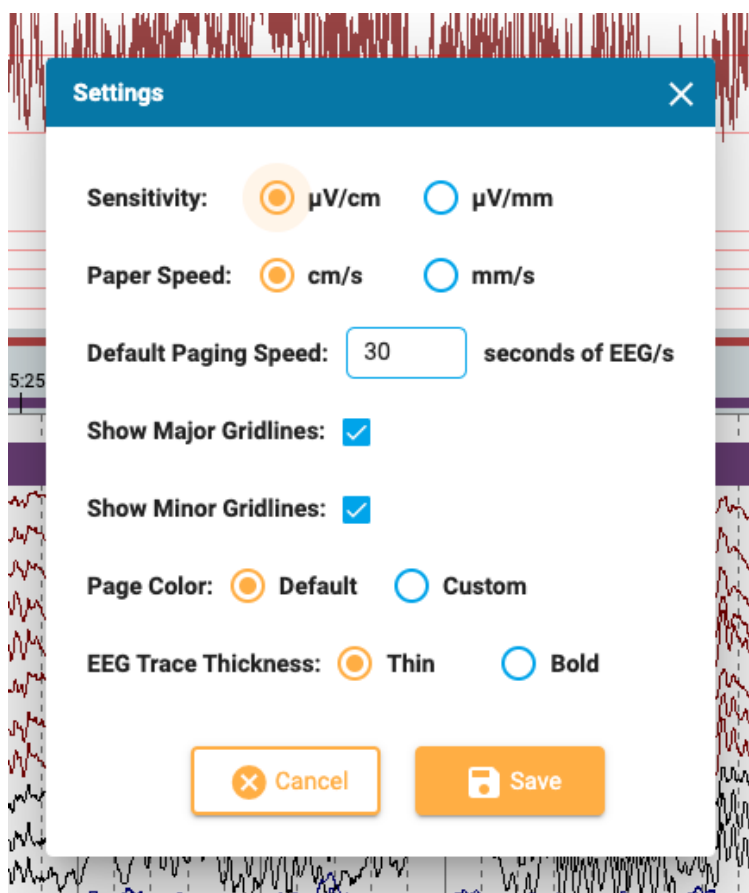 Settings
Sensitivity: µV/cm µV/mm
Paper Speed: cm/s mm/s
5:25
Default Paging Speed: 30 seconds of EEG/s
Show Major Gridlines:
Show Minor Gridlines:
Page Color: Default Custom
EEG Trace Thickness: Thin Bold
Cancel Save